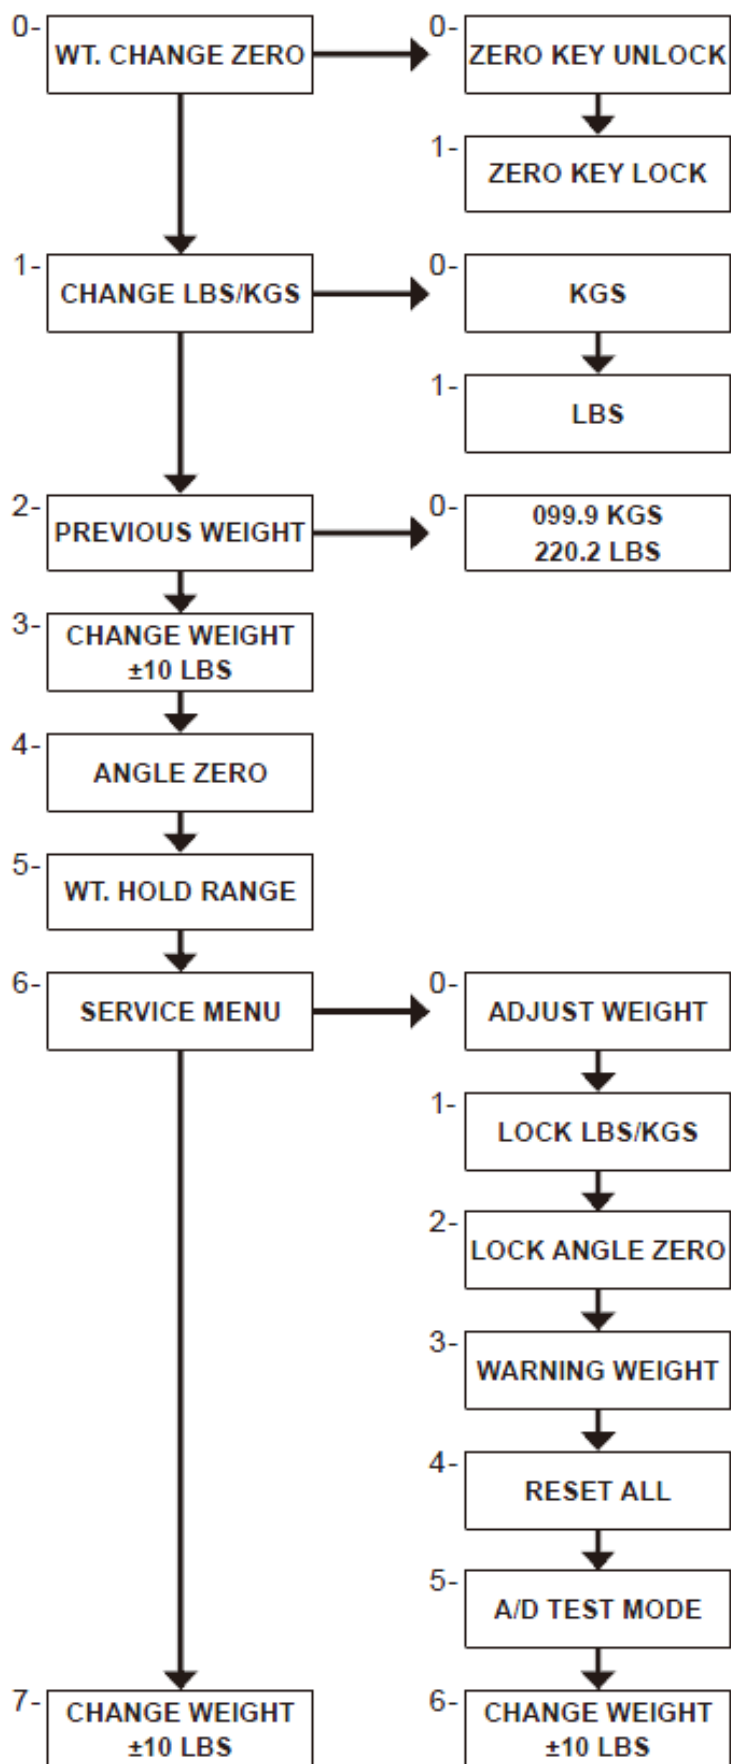 0-
WT. CHANGE ZERO
0-
ZERO KEY UNLOCK
1-
ZERO KEY LOCK
1-
CHANGE LBS/KGS
0-
KGS
1-
LBS
2-
PREVIOUS WEIGHT
0-
099.9 KGS
220.2 LBS
3-
CHANGE WEIGHT
±10 LBS
4-
ANGLE ZERO
5-
WT. HOLD RANGE
6-
SERVICE MENU
0-
ADJUST WEIGHT
1-
LOCK LBS/KGS
2-
LOCK ANGLE ZERO
3-
WARNING WEIGHT
4-
RESET ALL
5-
A/D TEST MODE
7-
CHANGE WEIGHT
±10 LBS
6-
CHANGE WEIGHT
±10 LBS